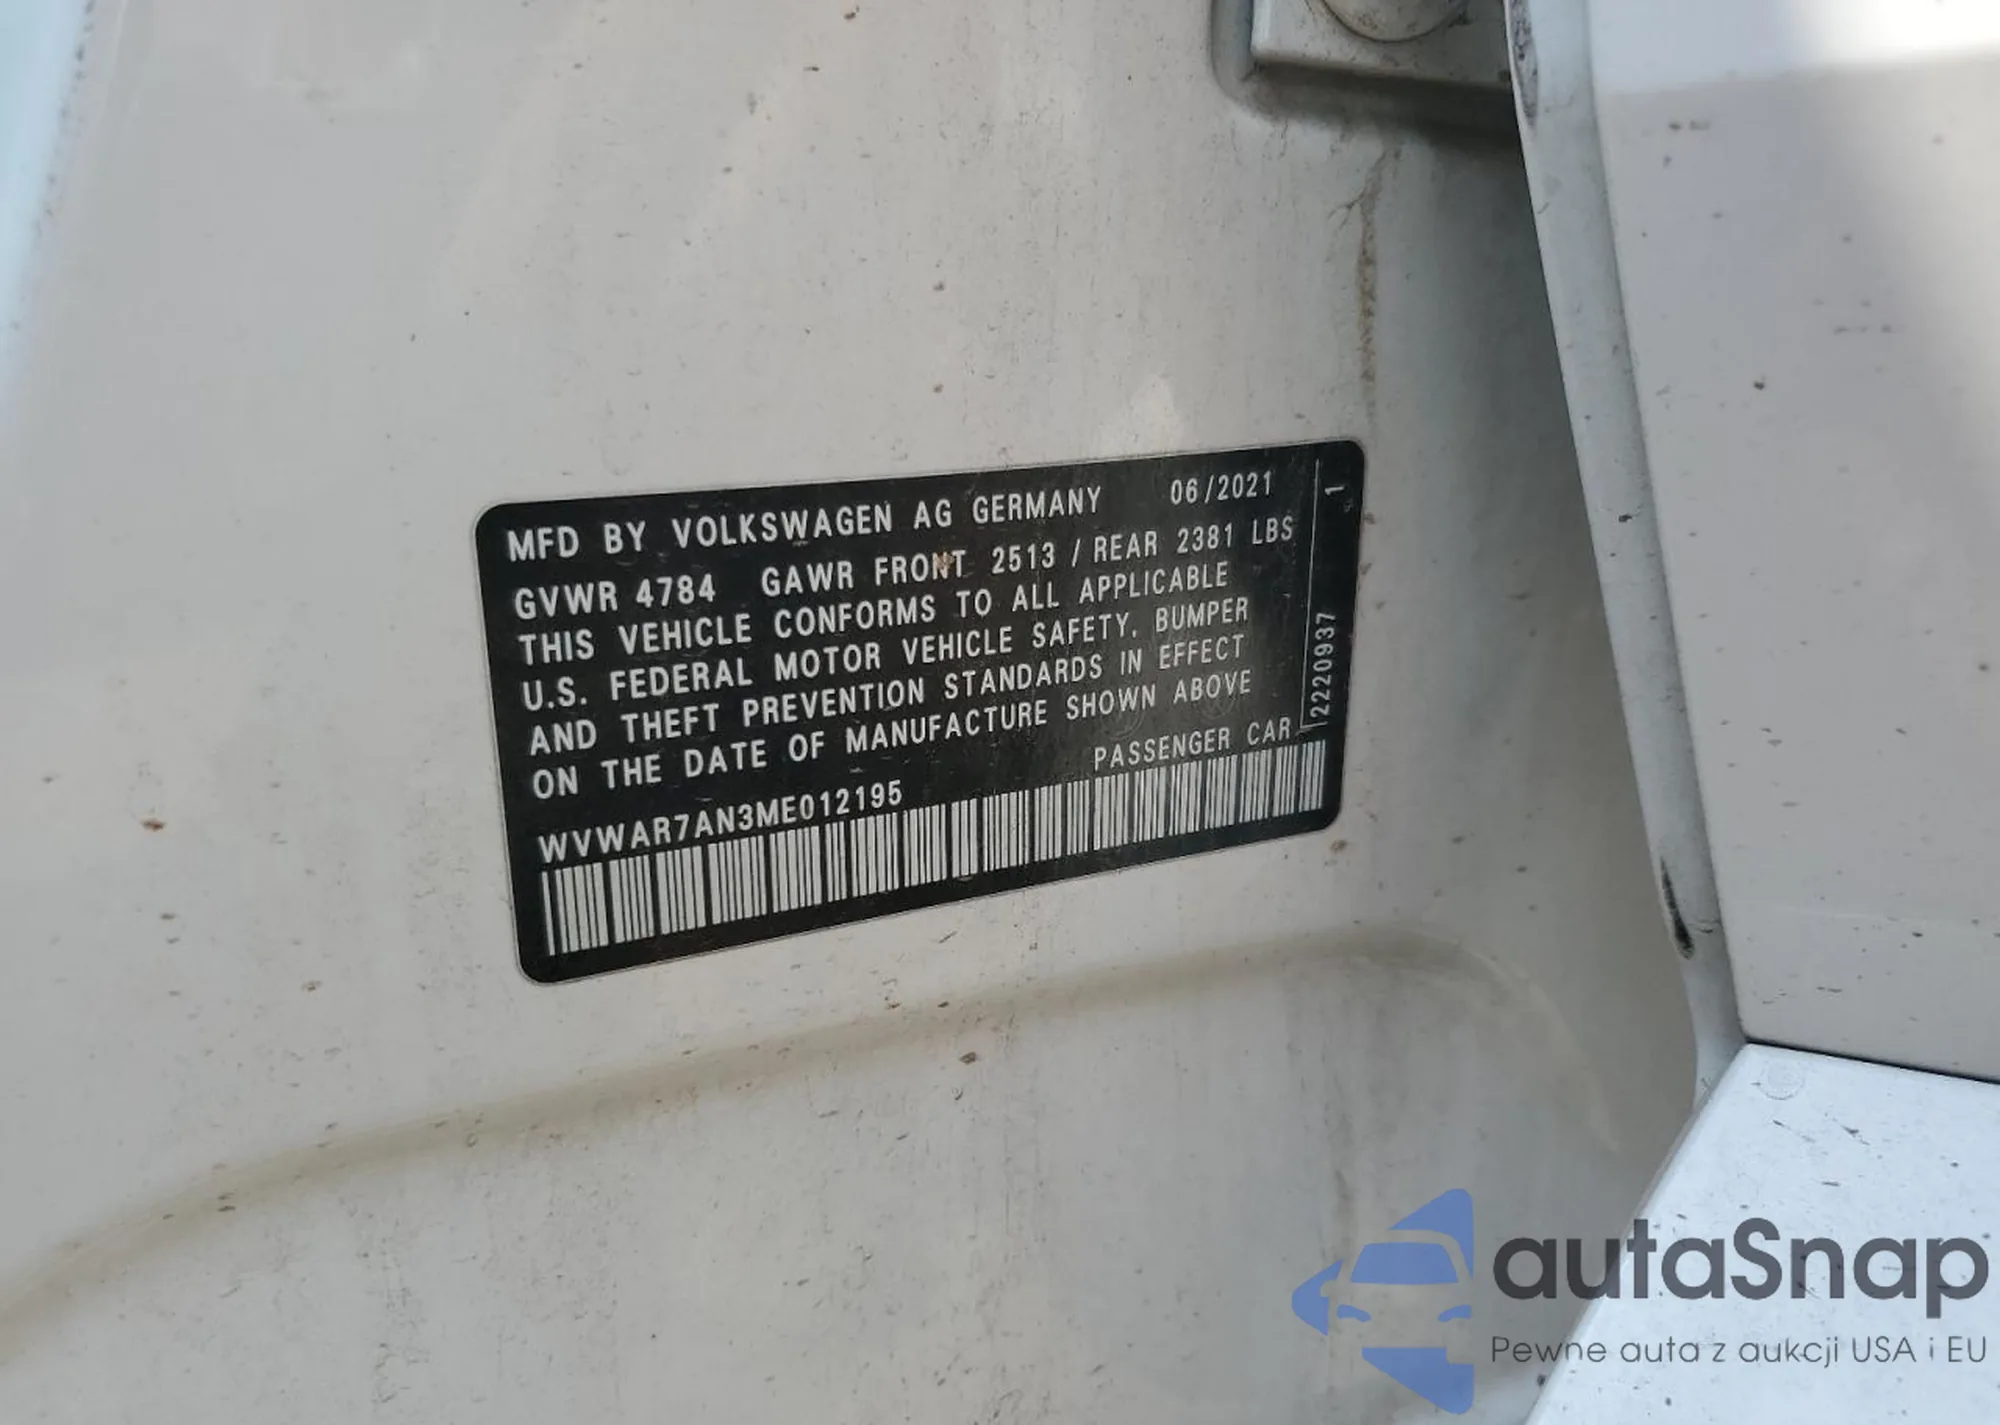 MFD BY VOLKSWAGEN AG GERMANY 06/2021
GVWR 4784 GAWR FRONT 2513 / REAR 2381 LBS
THIS VEHICLE CONFORMS TO ALL APPLICABLE
U.S. FEDERAL MOTOR VEHICLE SAFETY, BUMPER
AND THEFT PREVENTION STANDARDS IN EFFECT
ON THE DATE OF MANUFACTURE SHOWN ABOVE
WVWAR7AN3ME012195 PASSENGER CAR
2220937 1
autaSnap
Pewne auta z aukcji USA i EU